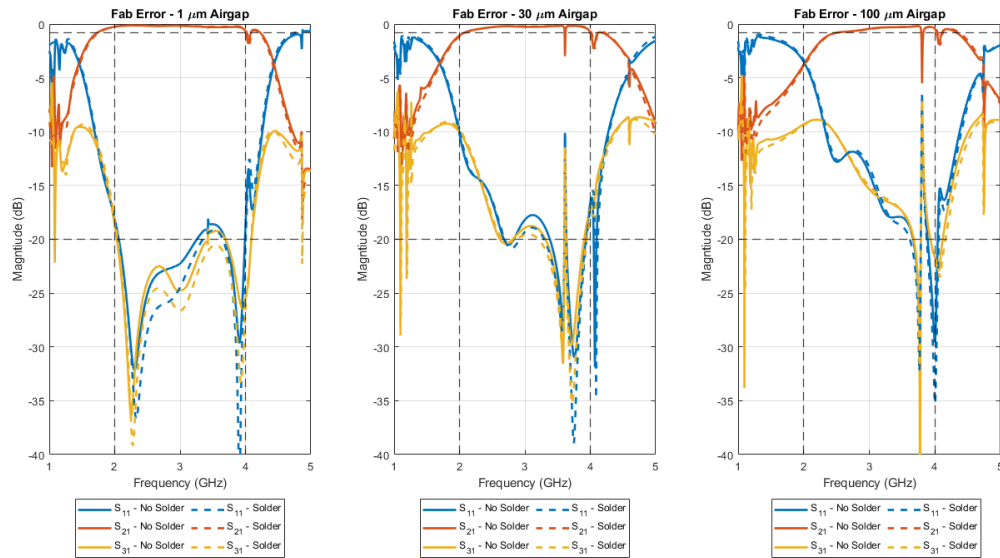 Fab Error - 1 μm Airgap
Fab Error - 30 μm Airgap
Fab Error - 100 μm Airgap
0
-5
-10
-15
-20
-25
-30
-35
-40
Magntiude (dB)
1 2 3 4 5
Frequency (GHz)
0
-5
-10
-15
-20
-25
-30
-35
-40
Magntiude (dB)
1 2 3 4 5
Frequency (GHz)
0
-5
-10
-15
-20
-25
-30
-35
-40
Magntiude (dB)
1 2 3 4 5
Frequency (GHz)
S11 - No Solder S11 - Solder
S21 - No Solder S21 - Solder
S31 - No Solder S31 - Solder
S11 - No Solder S11 - Solder
S21 - No Solder S21 - Solder
S31 - No Solder S31 - Solder
S11 - No Solder S11 - Solder
S21 - No Solder S21 - Solder
S31 - No Solder S31 - Solder